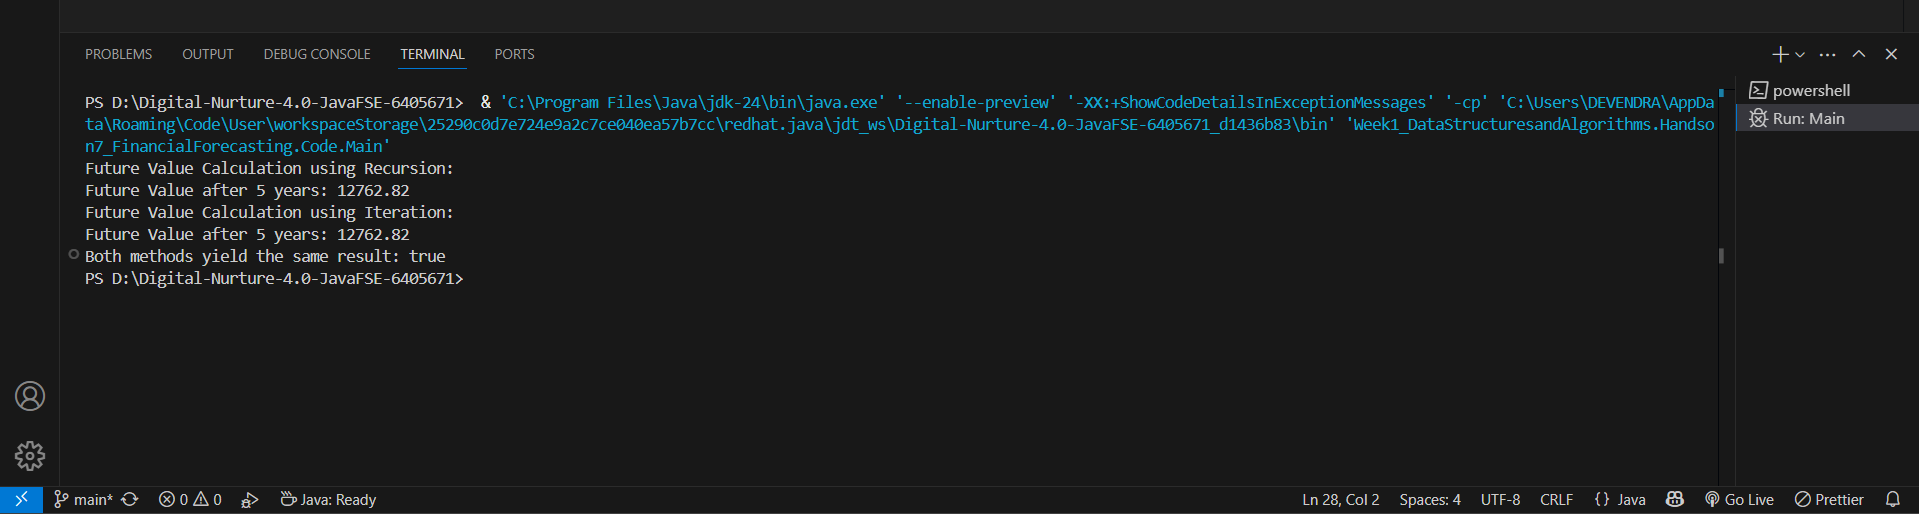 PROBLEMS OUTPUT DEBUG CONSOLE TERMINAL PORTS
PS D:\Digital-Nurture-4.0-JavaFSE-6405671>  & 'C:\Program Files\Java\jdk-24\bin\java.exe' '--enable-preview' '-XX:+ShowCodeDetailsInExceptionMessages' '-cp' 'C:\Users\DEVENDRA\AppDa
ta\Roaming\Code\User\workspaceStorage\25290c0d7e724e9a2c7ce040ea57b7cc\redhat.java\jdt_ws\Digital-Nurture-4.0-JavaFSE-6405671_d1436b83\bin' 'Week1_DataStructuresandAlgorithms.Handso
n7_FinancialForecasting.Code.Main'
Future Value Calculation using Recursion:
Future Value after 5 years: 12762.82
Future Value Calculation using Iteration:
Future Value after 5 years: 12762.82
Both methods yield the same result: true
PS D:\Digital-Nurture-4.0-JavaFSE-6405671>
powershell
Run: Main
main* 0 0 Java: Ready Ln 28, Col 2 Spaces: 4 UTF-8 CRLF {} Java Go Live Prettier